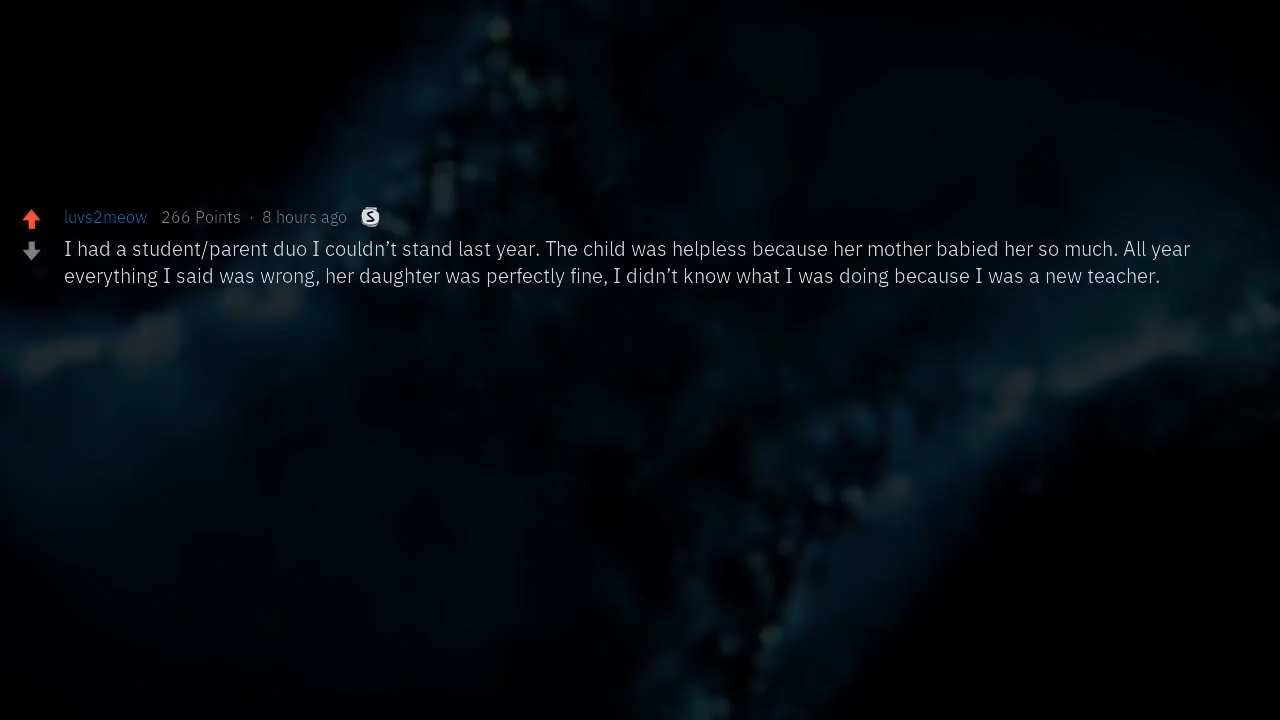 luvs2meow 266 Points · 8 hours ago S
I had a student/parent duo I couldn’t stand last year. The child was helpless because her mother babied her so much. All year
everything I said was wrong, her daughter was perfectly fine, I didn’t know what I was doing because I was a new teacher.